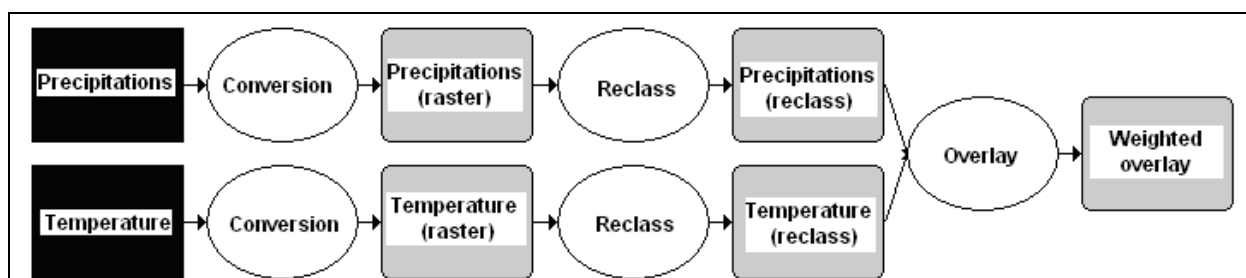 Precipitations
Conversion
Precipitations
(raster)
Reclass
Precipitations
(reclass)
Overlay
Weighted
overlay
Temperature
Conversion
Temperature
(raster)
Reclass
Temperature
(reclass)